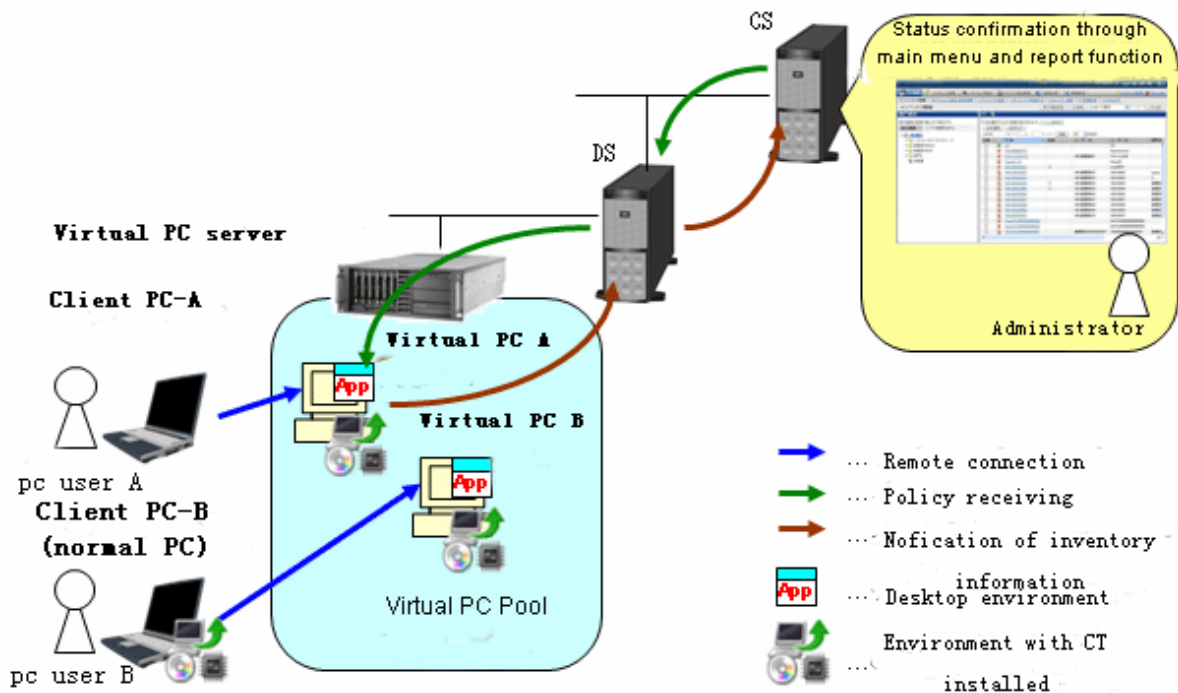 CS
Status confirmation through
main menu and report function
DS
Virtual PC server
Client PC-A
Virtual PC A
App
Virtual PC B
App
pc user A
Client PC-B
(normal PC)
pc user B
Virtual PC Pool
Administrator
... Remote connection
... Policy receiving
... Nofication of inventory
information
App
... Desktop environment
Environment with CT
...
installed